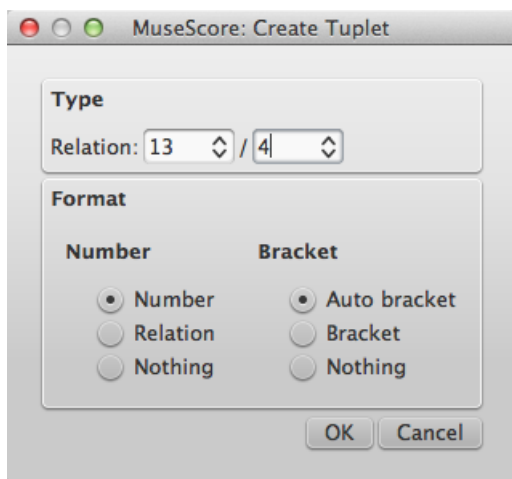 MuseScore: Create Tuplet
Type
Relation: 13 / 4
Format
Number Bracket
Number Auto bracket
Relation Bracket
Nothing Nothing
OK Cancel